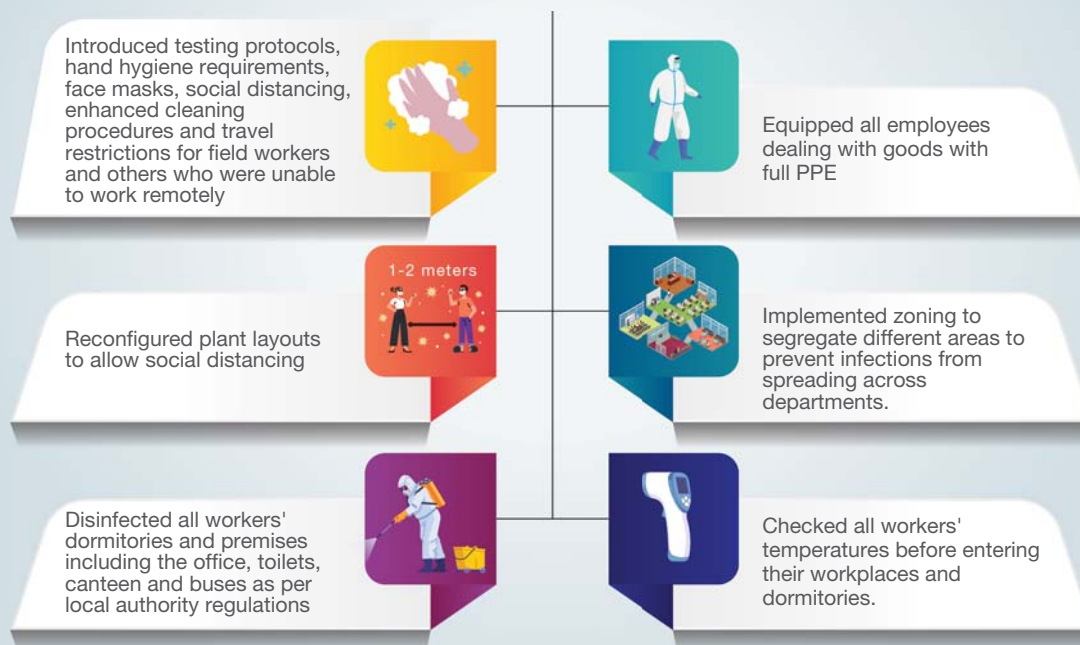 Introduced testing protocols,
hand hygiene requirements,
face masks, social distancing,
enhanced cleaning
procedures and travel
restrictions for field workers
and others who were unable
to work remotely
Equipped all employees
dealing with goods with
full PPE
1-2 meters
Reconfigured plant layouts
to allow social distancing
Implemented zoning to
segregate different areas to
prevent infections from
spreading across
departments.
Disinfected all workers'
dormitories and premises
including the office, toilets,
canteen and buses as per
local authority regulations
Checked all workers'
temperatures before entering
their workplaces and
dormitories.